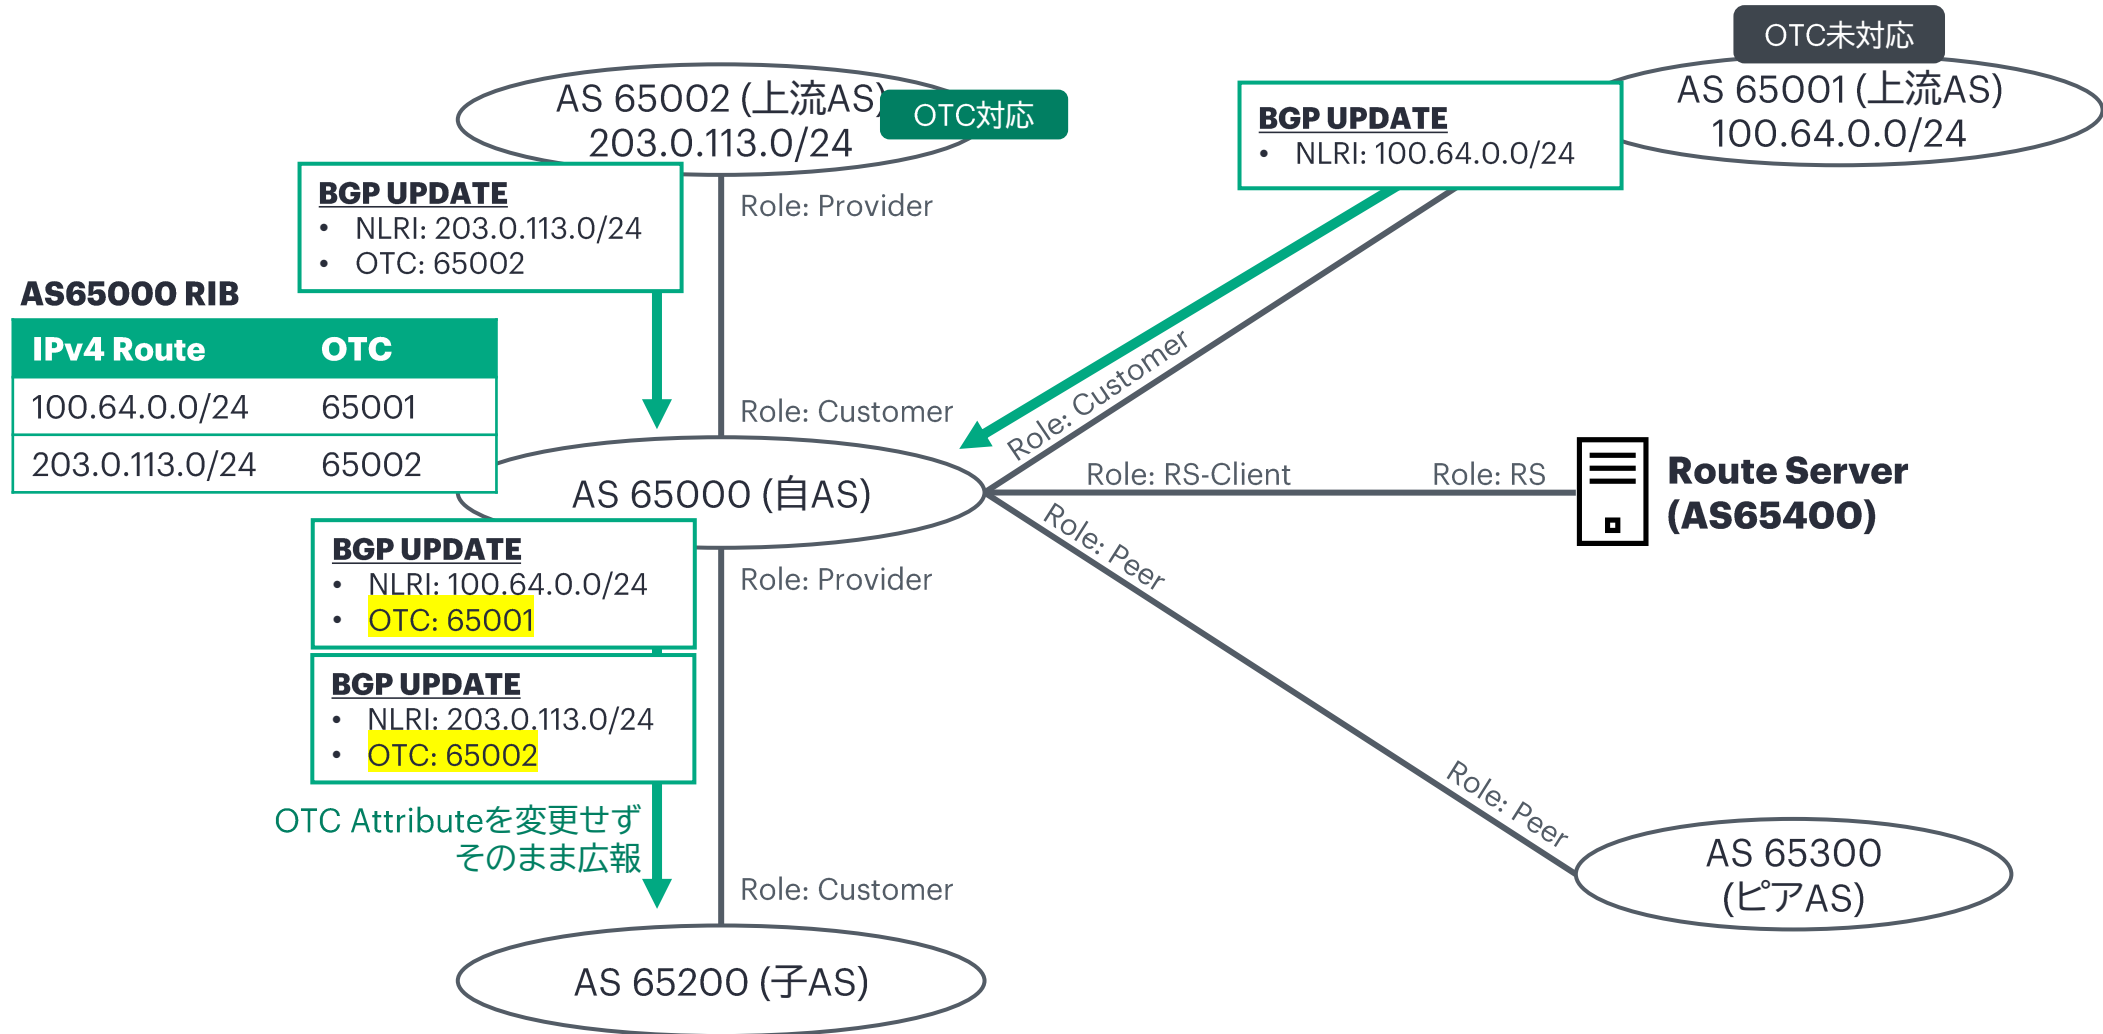 OTC未対応
AS 65001 (上流AS)
100.64.0.0/24
AS 65002 (上流AS)
203.0.113.0/24
OTC対応
BGP UPDATE
• NLRI: 100.64.0.0/24
BGP UPDATE
• NLRI: 203.0.113.0/24
• OTC: 65002
Role: Provider
AS65000 RIB
IPv4 Route OTC
100.64.0.0/24 65001
203.0.113.0/24 65002
Role: Customer
Role: Customer
AS 65000 (自AS)
Role: RS-Client
Role: RS
Route Server
(AS65400)
Role: Peer
BGP UPDATE
• NLRI: 100.64.0.0/24
• OTC: 65001
Role: Provider
BGP UPDATE
• NLRI: 203.0.113.0/24
• OTC: 65002
OTC Attributeを変更せず
そのまま広報
Role: Peer
Role: Customer
AS 65300
(ピアAS)
AS 65200 (子AS)